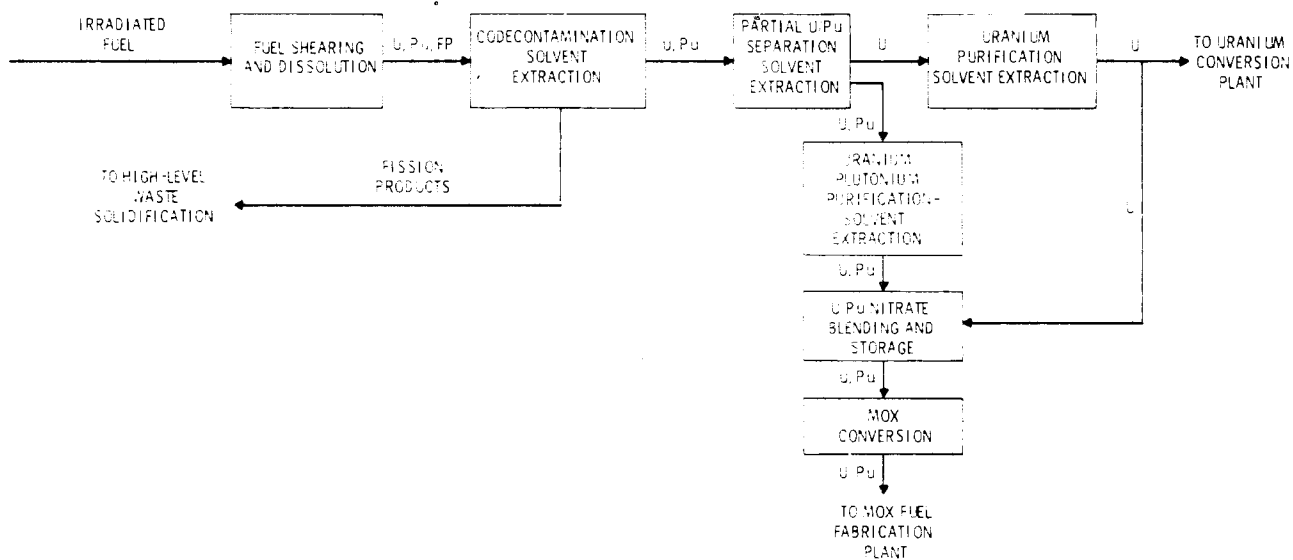 IRRADIATED
FUEL
FUEL SHEARING
AND DISSOLUTION
U, Pu, FP
CODECONTAMINATION
SOLVENT
EXTRACTION
U, Pu
PARTIAL U/Pu
SEPARATION
SOLVENT
EXTRACTION
U
URANIUM
PURIFICATION
SOLVENT EXTRACTION
U
TO URANIUM
CONVERSION
PLANT
TO HIGH-LEVEL
WASTE
SOLIDIFICATION
FISSION
PRODUCTS
U, Pu
URANIUM
PLUTONIUM
PURIFICATION-
SOLVENT
EXTRACTION
U
U, Pu
U/Pu NITRATE
BLENDING AND
STORAGE
U, Pu
MOX
CONVERSION
U, Pu
TO MOX FUEL
FABRICATION
PLANT